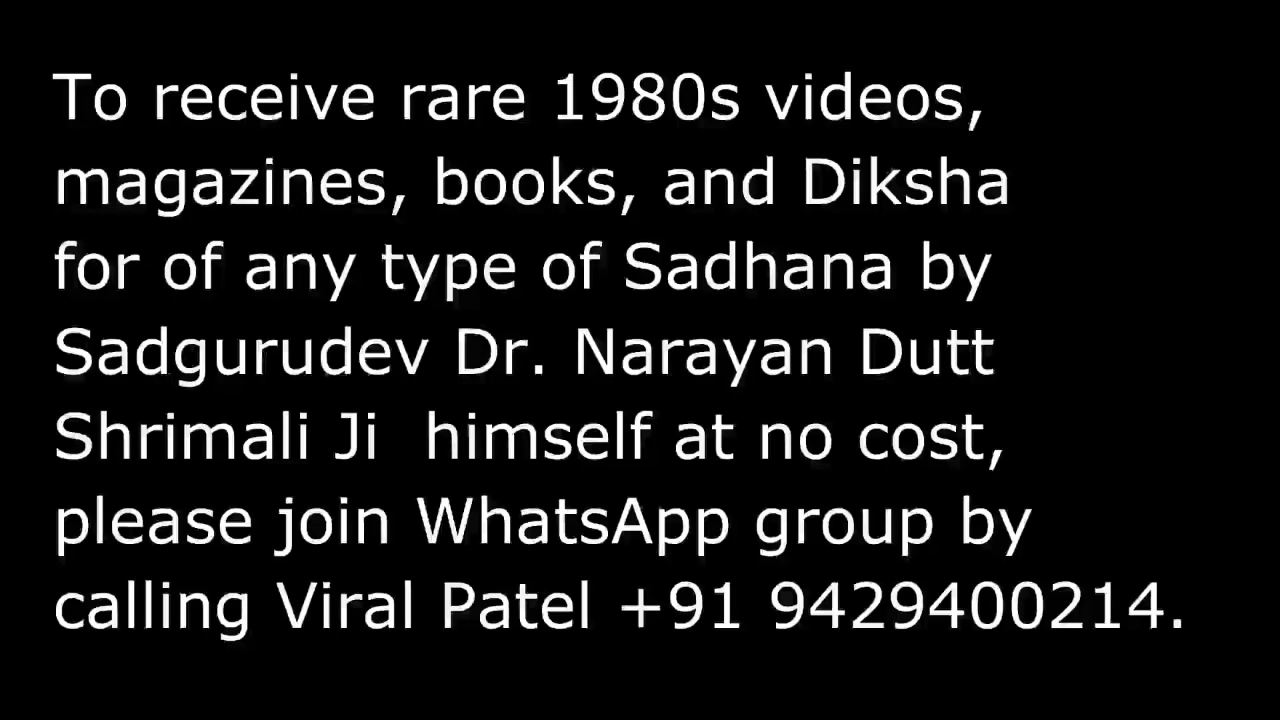 To receive rare 1980s videos,
magazines, books, and Diksha
for of any type of Sadhana by
Sadgurudev Dr. Narayan Dutt
Shrimali Ji  himself at no cost,
please join WhatsApp group by
calling Viral Patel +91 9429400214.